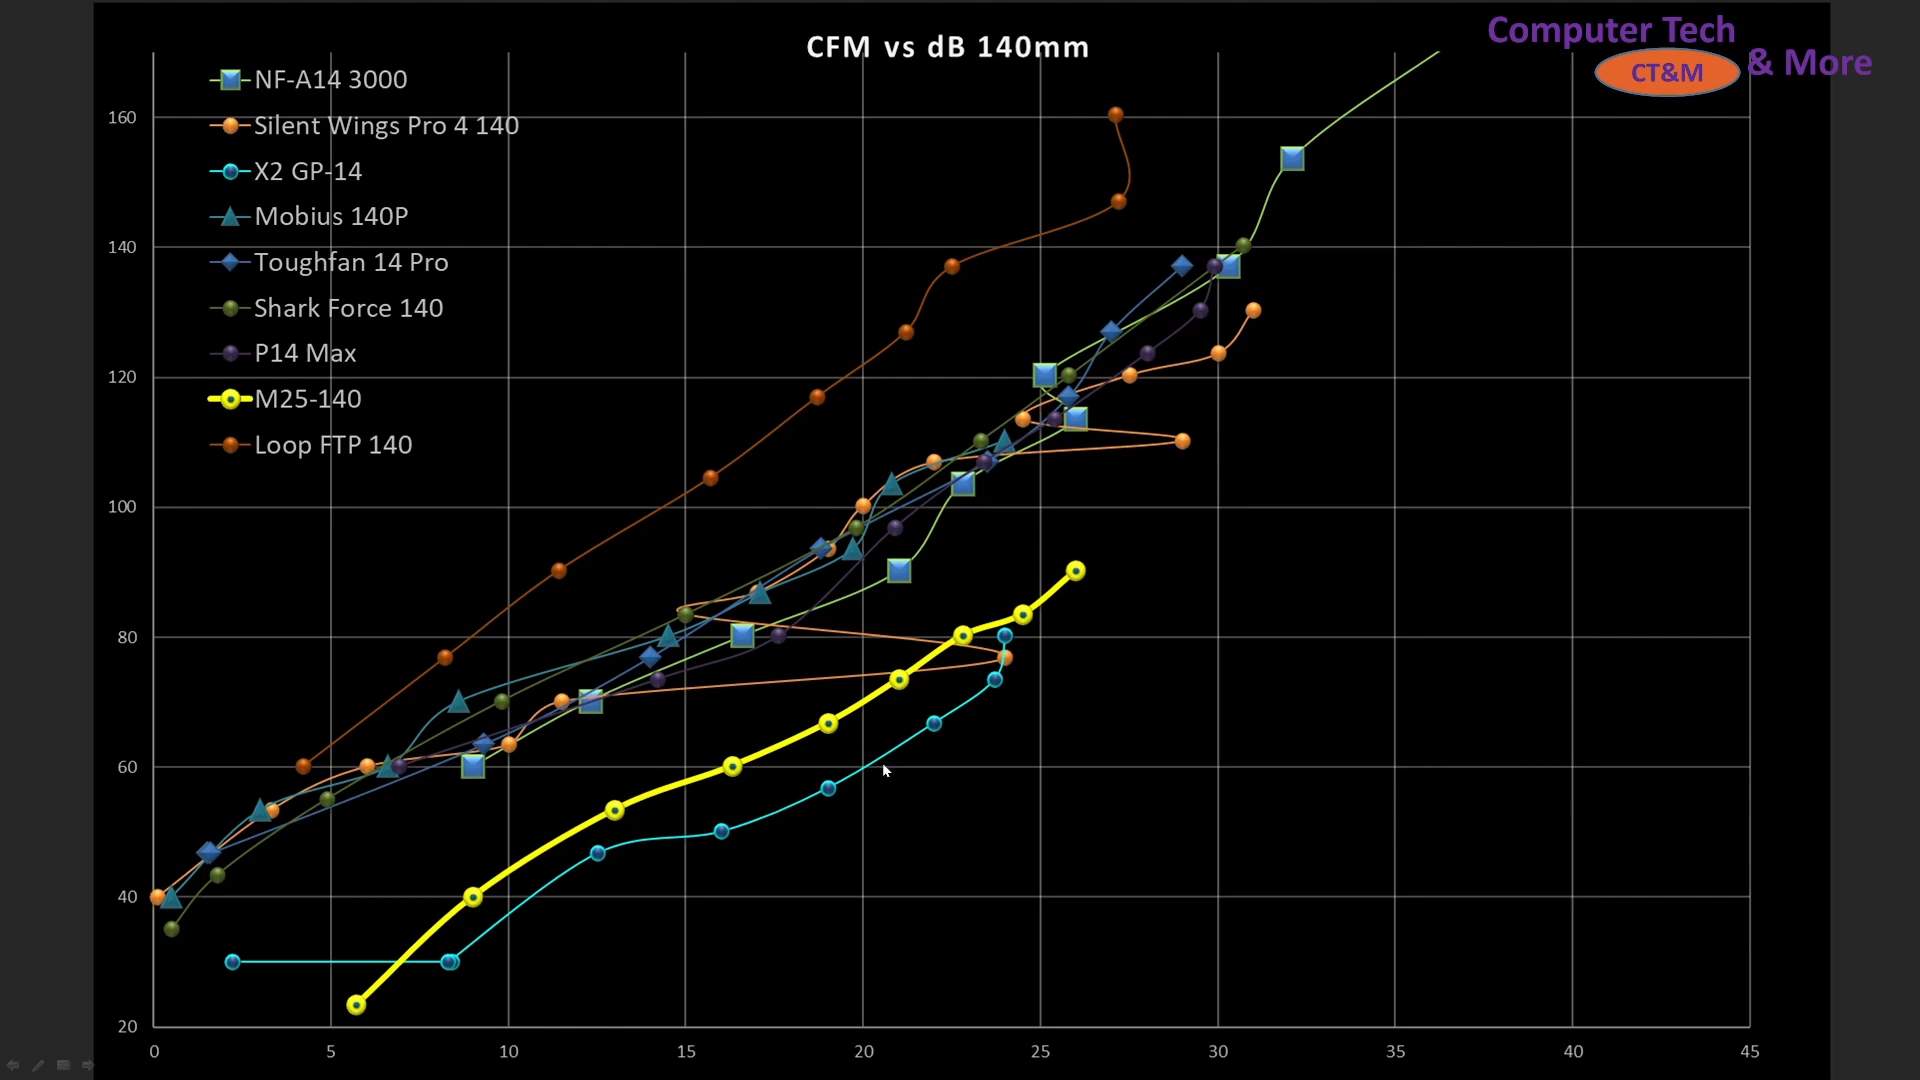 CFM vs dB 140mm
Computer Tech
CT&M
& More
NF-A14 3000
Silent Wings Pro 4 140
X2 GP-14
Mobius 140P
Toughfan 14 Pro
Shark Force 140
P14 Max
M25-140
Loop FTP 140
160
140
120
100
80
60
40
20
0 5 10 15 20 25 30 35 40 45